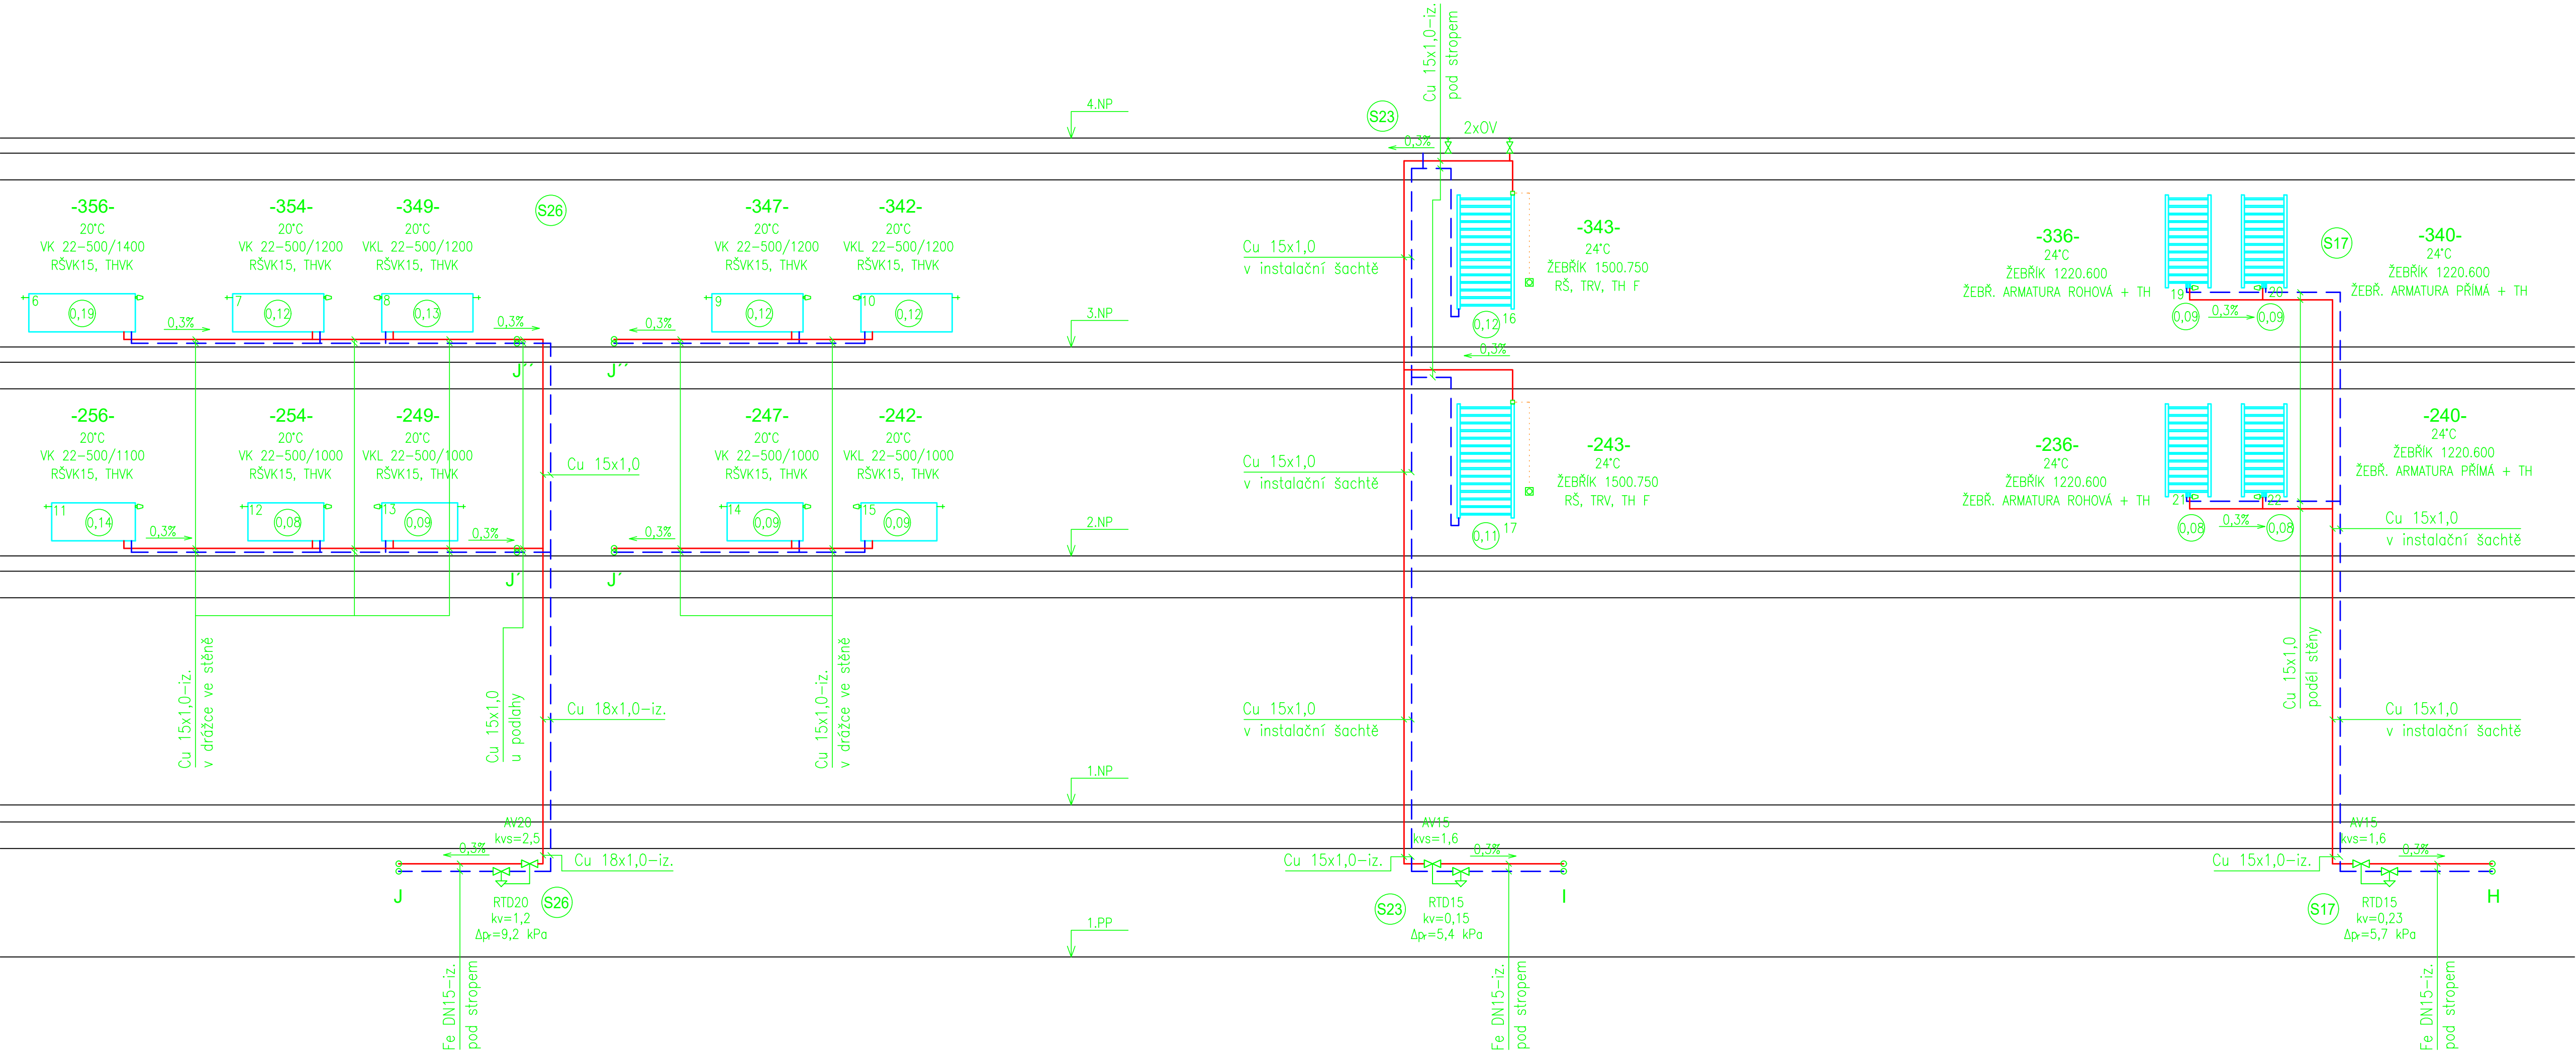 Cu 15x1,0-iz.
pod stropem
4.NP
S23
2xOV
0,3%
-356-
20°C
VK 22-500/1400
RŠVK15, THVK
6
0,19
0,3%
-354-
20°C
VK 22-500/1200
RŠVK15, THVK
7
0,12
-349-
20°C
VKL 22-500/1200
RŠVK15, THVK
8
0,13
0,3%
S26
J´´
-347-
20°C
VK 22-500/1200
RŠVK15, THVK
9
0,12
0,3%
J´´
-342-
20°C
VKL 22-500/1200
RŠVK15, THVK
10
0,12
3.NP
Cu 15x1,0
v instalační šachtě
-343-
24°C
ŽEBŘÍK 1500.750
RŠ, TRV, TH F
16
0,12
0,3%
-336-
24°C
ŽEBŘÍK 1220.600
ŽEBŘ. ARMATURA ROHOVÁ + TH
19
0,09
0,3%
20
0,09
S17
-340-
24°C
ŽEBŘÍK 1220.600
ŽEBŘ. ARMATURA PŘÍMÁ + TH
-256-
20°C
VK 22-500/1100
RŠVK15, THVK
11
0,14
0,3%
-254-
20°C
VK 22-500/1000
RŠVK15, THVK
12
0,08
-249-
20°C
VKL 22-500/1000
RŠVK15, THVK
13
0,09
0,3%
J´
Cu 15x1,0
-247-
20°C
VK 22-500/1000
RŠVK15, THVK
14
0,09
0,3%
J´
-242-
20°C
VKL 22-500/1000
RŠVK15, THVK
15
0,09
2.NP
Cu 15x1,0
v instalační šachtě
-243-
24°C
ŽEBŘÍK 1500.750
RŠ, TRV, TH F
17
0,11
-236-
24°C
ŽEBŘÍK 1220.600
ŽEBŘ. ARMATURA ROHOVÁ + TH
21
0,08
0,3%
22
0,08
-240-
24°C
ŽEBŘÍK 1220.600
ŽEBŘ. ARMATURA PŘÍMÁ + TH
Cu 15x1,0
v instalační šachtě
Cu 15x1,0-iz.
v drážce ve stěně
Cu 15x1,0
u podlahy
Cu 18x1,0-iz.
Cu 15x1,0-iz.
v drážce ve stěně
Cu 15x1,0
v instalační šachtě
Cu 15x1,0
podél stěny
Cu 15x1,0
v instalační šachtě
1.NP
AV20
kvs=2,5
0,3%
Cu 18x1,0-iz.
J
RTD20
kv=1,2
Δpr=9,2 kPa
S26
Fe DN15-iz.
pod stropem
1.PP
AV15
kvs=1,6
0,3%
Cu 15x1,0-iz.
S23
RTD15
kv=0,15
Δpr=5,4 kPa
I
Fe DN15-iz.
pod stropem
AV15
kvs=1,6
0,3%
Cu 15x1,0-iz.
S17
RTD15
kv=0,23
Δpr=5,7 kPa
H
Fe DN15-iz.
pod stropem